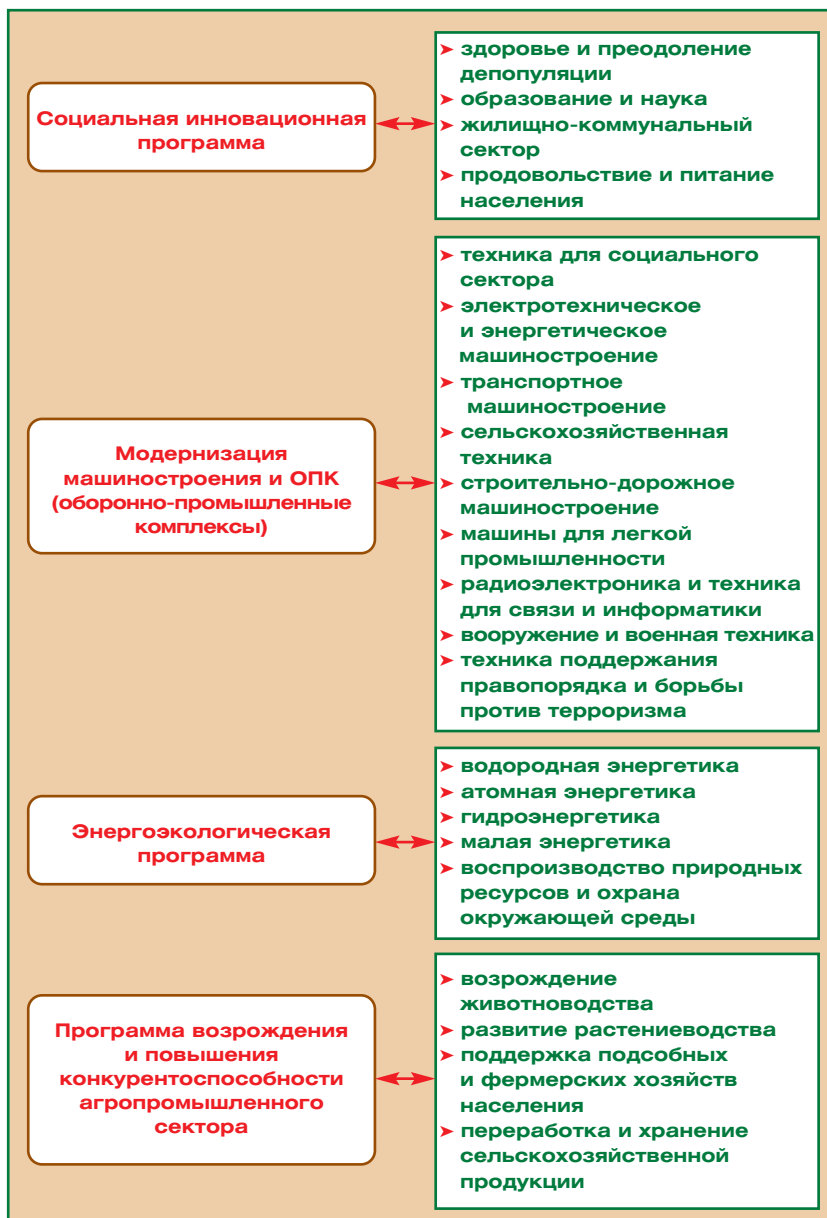 Социальная инновационная
программа
➤ здоровье и преодоление
депопуляции
➤ образование и наука
➤ жилищно-коммунальный
сектор
➤ продовольствие и питание
населения
Модернизация
машиностроения и ОПК
(оборонно-промышленные
комплексы)
➤ техника для социального
сектора
➤ электротехническое
и энергетическое
машиностроение
➤ транспортное
машиностроение
➤ сельскохозяйственная
техника
➤ строительно-дорожное
машиностроение
➤ машины для легкой
промышленности
➤ радиоэлектроника и техника
для связи и информатики
➤ вооружение и военная техника
➤ техника поддержания
правопорядка и борьбы
против терроризма
Энергоэкологическая
программа
➤ водородная энергетика
➤ атомная энергетика
➤ гидроэнергетика
➤ малая энергетика
➤ воспроизводство природных
ресурсов и охрана
окружающей среды
Программа возрождения
и повышения
конкурентоспособности
агропромышленного
сектора
➤ возрождение
животноводства
➤ развитие растениеводства
➤ поддержка подсобных
и фермерских хозяйств
населения
➤ переработка и хранение
сельскохозяйственной
продукции